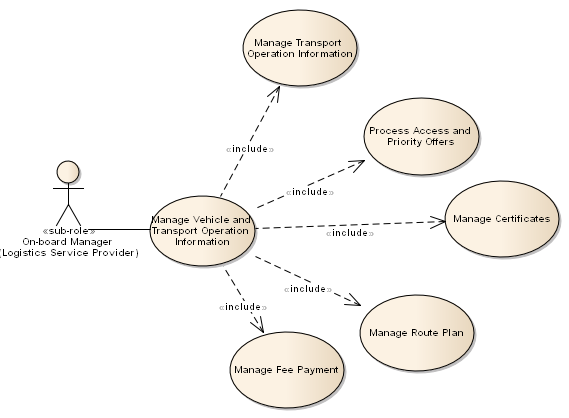 Manage Transport
Operation Information
«include»
Process Access and
Priority Offers
«include»
Manage Certificates
«include»
«sub-role»
On-board Manager
(Logistics Service Provider)
Manage Vehicle and
Transport Operation
Information
«include»
Manage Route Plan
«include»
Manage Fee Payment